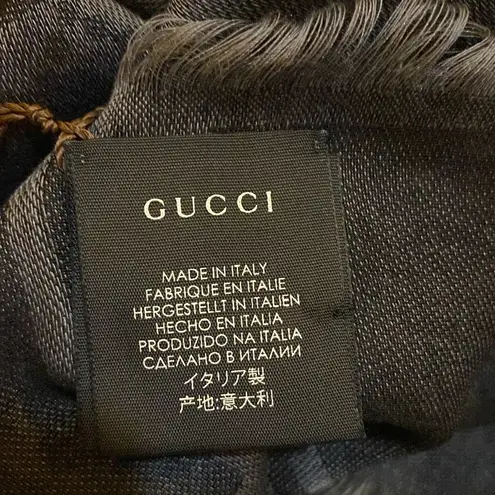 GUCCI
MADE IN ITALY
FABRIQUE EN ITALIE
HERGESTELLT IN ITALIEN
HECHO EN ITALIA
PRODUZIDO NA ITALIA
СДЕЛАНО В ИТАЛИИ
イタリア製
产地:意大利